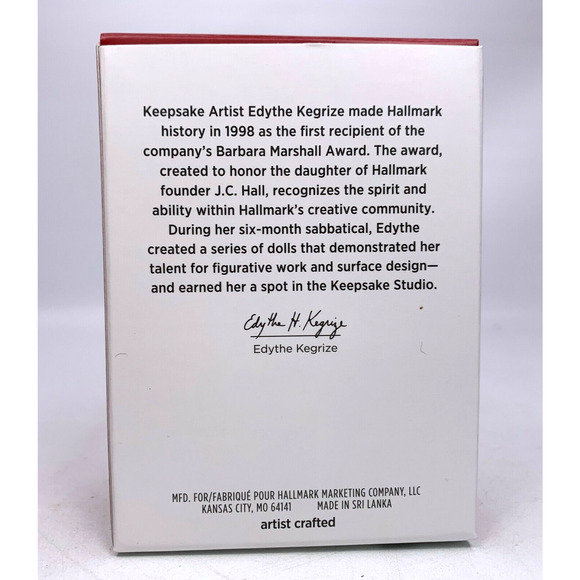 Keepsake Artist Edythe Kegrize made Hallmark
history in 1998 as the first recipient of the
company's Barbara Marshall Award. The award,
created to honor the daughter of Hallmark
founder J.C. Hall, recognizes the spirit and
ability within Hallmark's creative community.
During her six-month sabbatical, Edythe
created a series of dolls that demonstrated her
talent for figurative work and surface design—
and earned her a spot in the Keepsake Studio.
Edythe H. Kegrize
Edythe Kegrize
MFD. FOR/FABRIQUÉ POUR HALLMARK MARKETING COMPANY, LLC
KANSAS CITY, MO 64141 MADE IN SRI LANKA
artist crafted